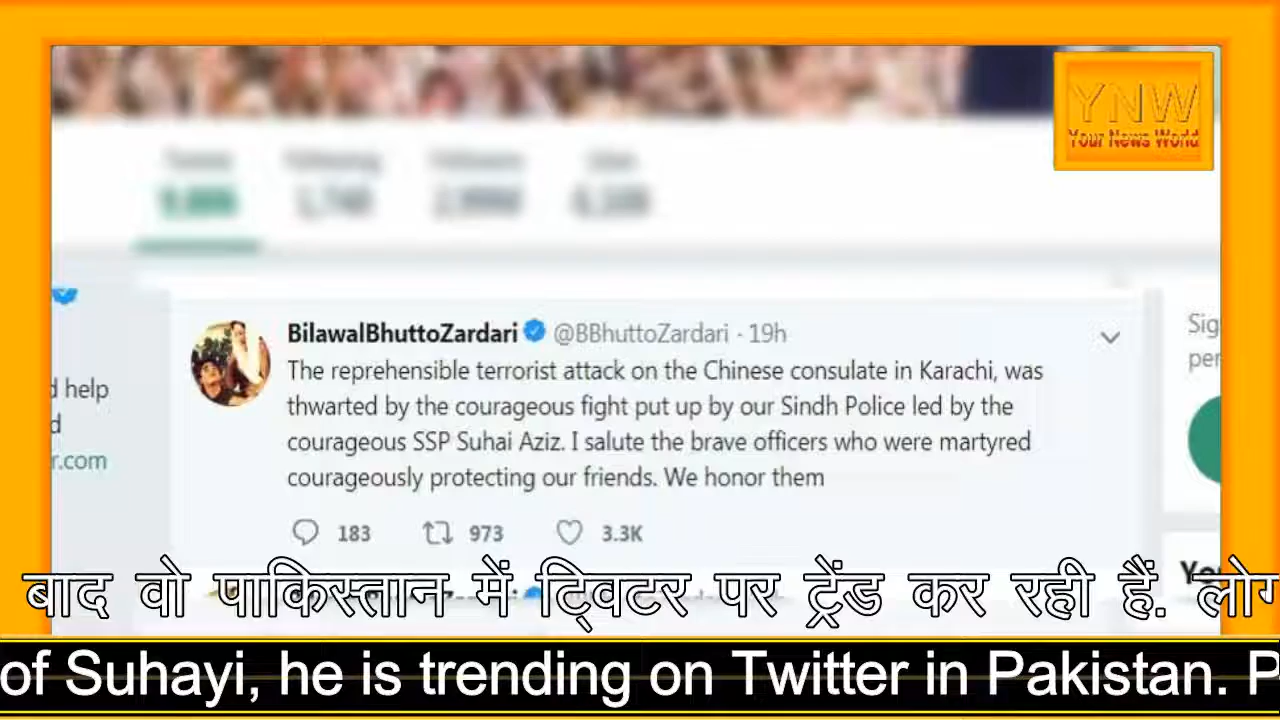 YNW
Your News World
BilawalBhuttoZardari @BBhuttoZardari · 19h
Sig
The reprehensible terrorist attack on the Chinese consulate in Karachi, was
per
thwarted by the courageous fight put up by our Sindh Police led by the
d help
courageous SSP Suhai Aziz. I salute the brave officers who were martyred
d
courageously protecting our friends. We honor them
r.com
183 973 3.3K
You
बाद वो पाकिस्तान में ट्विटर पर ट्रेंड कर रही हैं. लोग
of Suhayi, he is trending on Twitter in Pakistan. P